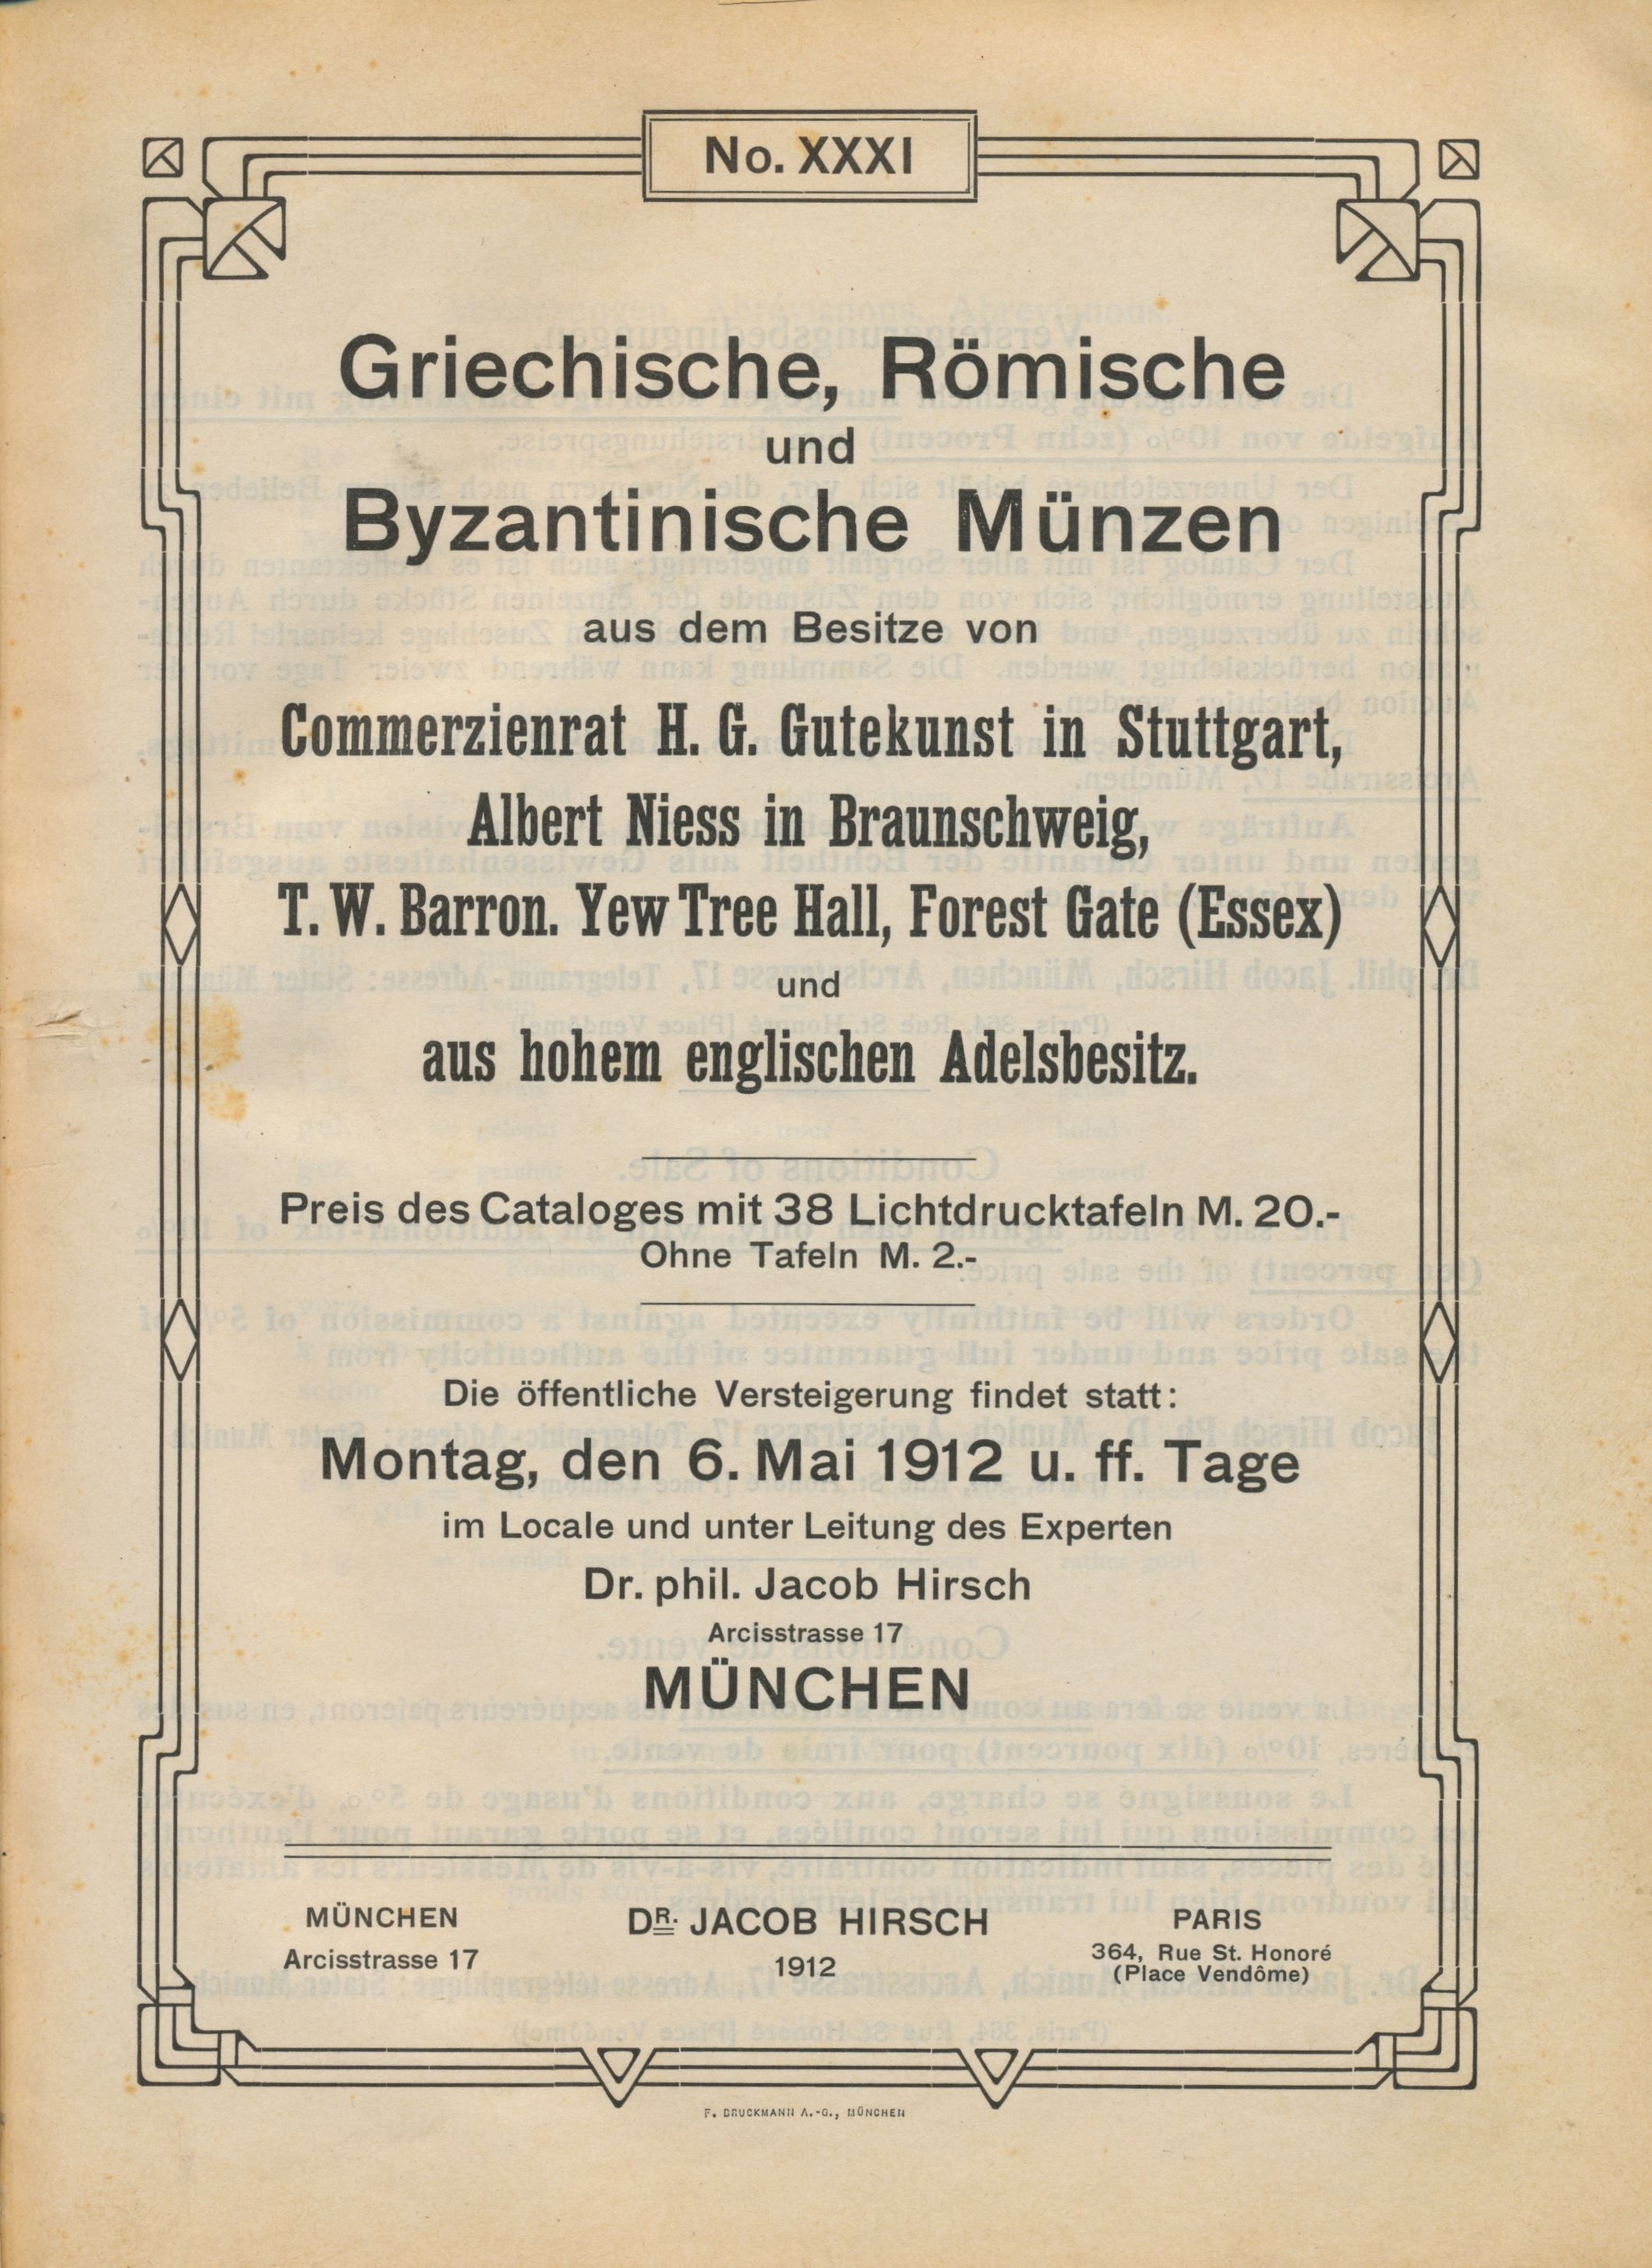 No. XXXI
Griechische, Römische
und
Byzantinische Münzen
aus dem Besitze von
Commerzienrat H. G. Gutekunst in Stuttgart,
Albert Niess in Braunschweig,
T. W. Barron. Yew Tree Hall, Forest Gate (Essex)
und
aus hohem englischen Adelsbesitz.
Preis des Cataloges mit 38 Lichtdrucktafeln M. 20.-
Ohne Tafeln M. 2.-
Die öffentliche Versteigerung findet statt:
Montag, den 6. Mai 1912 u. ff. Tage
im Locale und unter Leitung des Experten
Dr. phil. Jacob Hirsch
Arcisstrasse 17
MÜNCHEN
MÜNCHEN
Arcisstrasse 17
DR. JACOB HIRSCH
1912
PARIS
364, Rue St. Honoré
(Place Vendôme)
F. BRUCKMANN A.-G., MÜNCHEN